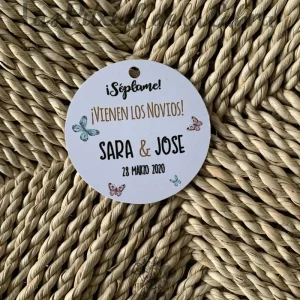 ¡Sóplame!
¡VIENEN LOS NOVIOS!
SARA & JOSE
28 MARZO 2020